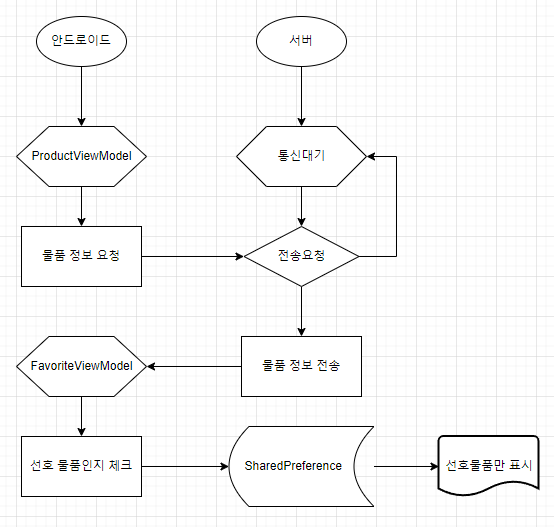 안드로이드
서버
ProductViewModel
통신대기
물품 정보 요청
전송요청
FavoriteViewModel
물품 정보 전송
선호 물품인지 체크
SharedPreference
선호물품만 표시